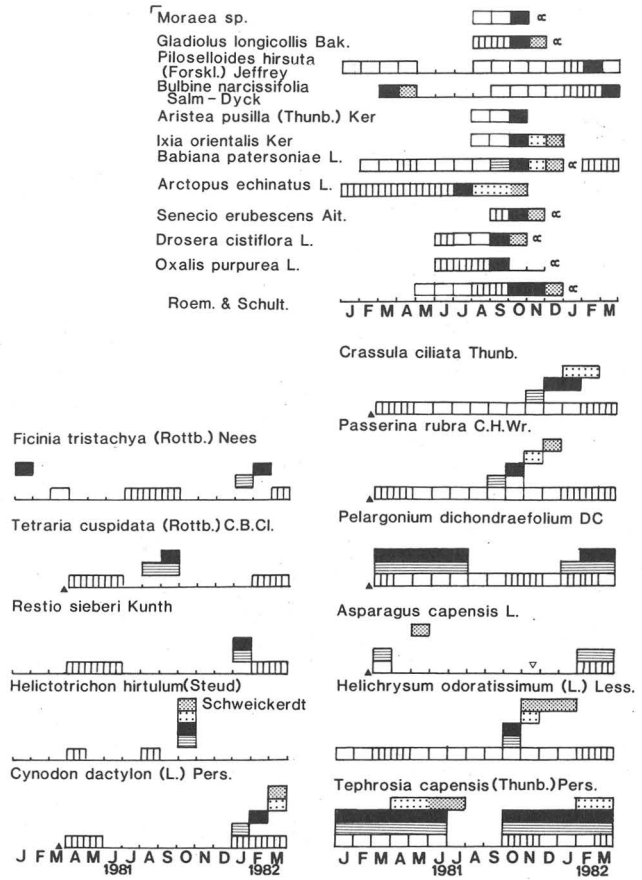 Moraea sp.
R
Gladiolus longicollis Bak.
R
Piloselloides hirsuta
(Forskl.) Jeffrey
Bulbine narcissifolia
Salm-Dyck
Aristea pusilla (Thunb.) Ker
Ixia orientalis Ker
Babiana patersoniae L.
R
Arctopus echinatus L.
Senecio erubescens Ait.
R
Drosera cistiflora L.
R
Oxalis purpurea L.
R
R
Roem. & Schult.
J F M A M J J A S O N D J F M
Crassula ciliata Thunb.
Ficinia tristachya (Rottb.) Nees
Passerina rubra C.H.Wr.
Tetraria cuspidata (Rottb.) C.B.Cl.
Pelargonium dichondraefolium DC
Restio sieberi Kunth
Asparagus capensis L.
Helictotrichon hirtulum (Steud)
Schweickerdt
Helichrysum odoratissimum (L.) Less.
Cynodon dactylon (L.) Pers.
Tephrosia capensis (Thunb.) Pers.
J F M A M J J A S O N D J F M
1981 1982
J F M A M J J A S O N D J F M
1981 1982